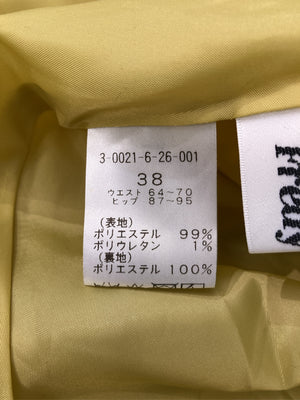 3-0021-6-26-001
38
ウエスト 64~70
ヒップ 87~95
(表地)
ポリエステル 99%
ポリウレタン 1%
(裏地)
ポリエステル 100%